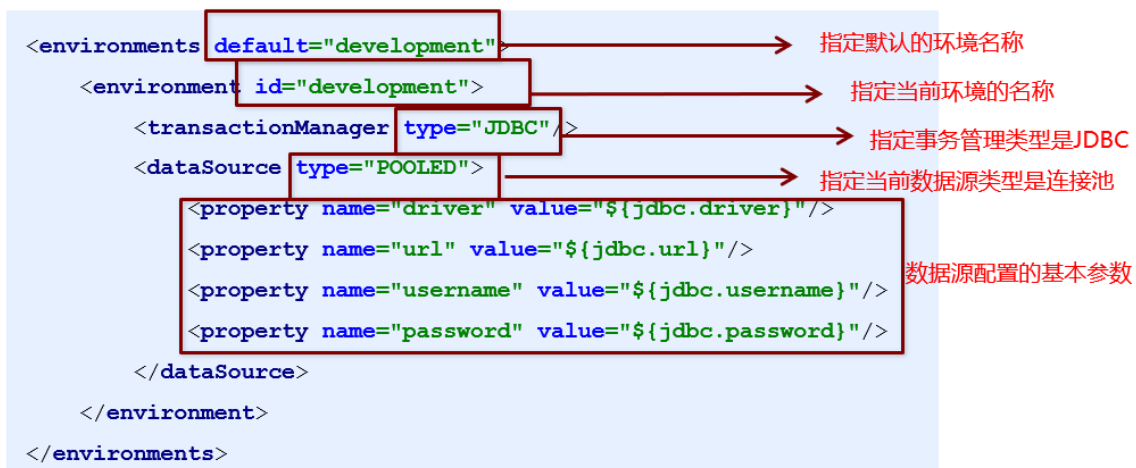 <environments default="development"> 指定默认的环境名称
<environment id="development"> 指定当前环境的名称
<transactionManager type="JDBC"/> 指定事务管理类型是JDBC
<dataSource type="POOLED"> 指定当前数据源类型是连接池
<property name="driver" value="${jdbc.driver}"/>
<property name="url" value="${jdbc.url}"/>
数据源配置的基本参数
<property name="username" value="${jdbc.username}"/>
<property name="password" value="${jdbc.password}"/>
</dataSource>
</environment>
</environments>